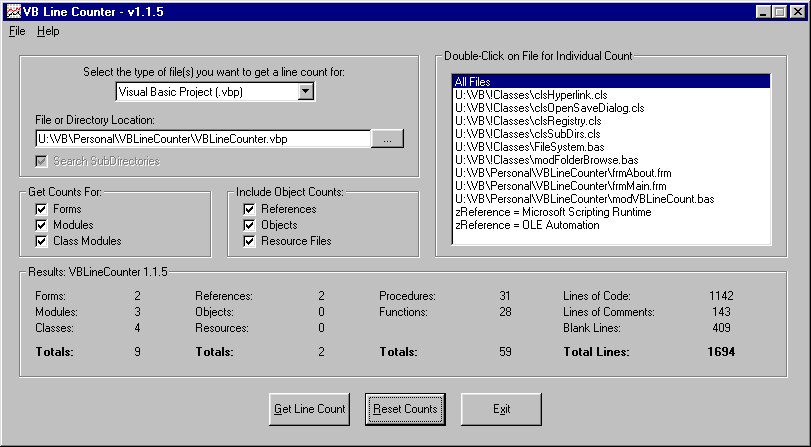 VB Line Counter - v1.1.5
File Help
Select the type of file(s) you want to get a line count for:
Visual Basic Project (.vbp)
File or Directory Location:
U:\VB\Personal\VBLineCounter\VBLineCounter.vbp ...
Search SubDirectories
Get Counts For:
Forms
Modules
Class Modules
Include Object Counts:
References
Objects
Resource Files
Double-Click on File for Individual Count
All Files
U:\VB\!Classes\clsHyperlink.cls
U:\VB\!Classes\clsOpenSaveDialog.cls
U:\VB\!Classes\clsRegistry.cls
U:\VB\!Classes\clsSubDirs.cls
U:\VB\!Classes\FileSystem.bas
U:\VB\!Classes\modFolderBrowse.bas
U:\VB\Personal\VBLineCounter\frmAbout.frm
U:\VB\Personal\VBLineCounter\frmMain.frm
U:\VB\Personal\VBLineCounter\modVBLineCount.bas
zReference = Microsoft Scripting Runtime
zReference = OLE Automation
Results: VBLineCounter 1.1.5
Forms: 2 References: 2 Procedures: 31 Lines of Code: 1142
Modules: 3 Objects: 0 Functions: 28 Lines of Comments: 143
Classes: 4 Resources: 0 Blank Lines: 409
Totals: 9 Totals: 2 Totals: 59 Total Lines: 1694
Get Line Count Reset Counts Exit